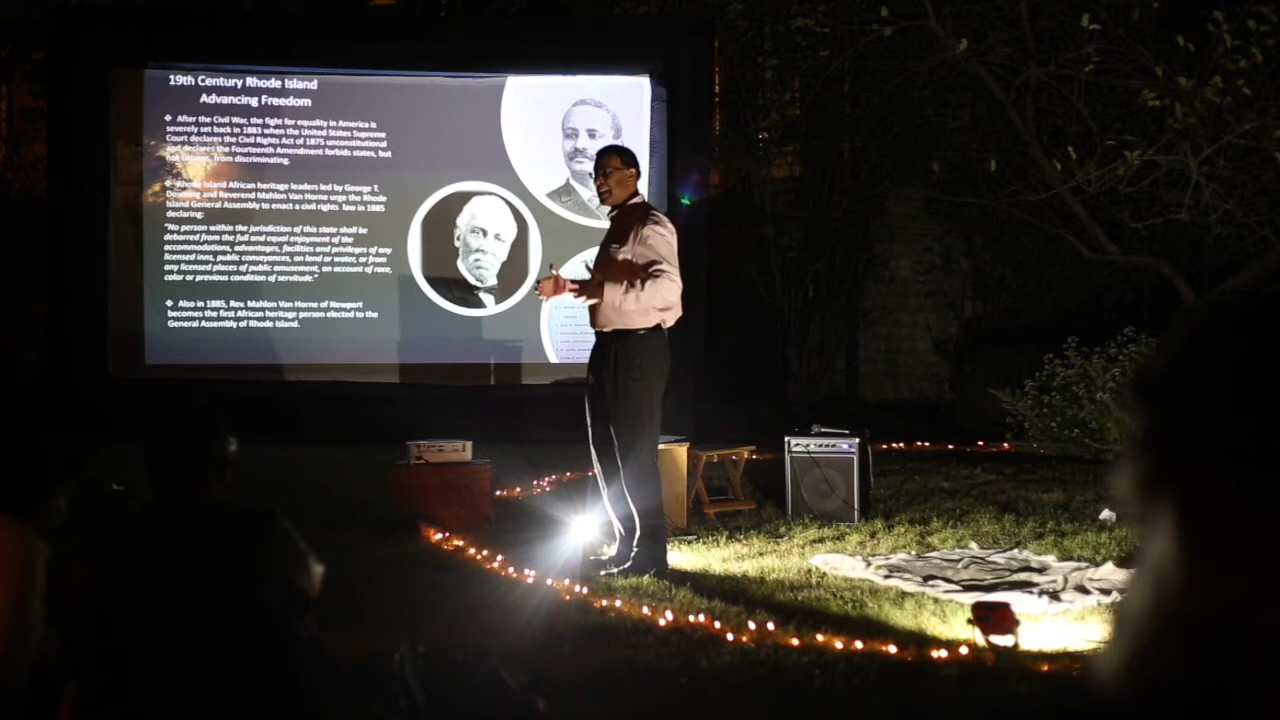 19th Century Rhode Island
Advancing Freedom
❖ After the Civil War, the fight for equality in America is
severely set back in 1883 when the United States Supreme
Court declares the Civil Rights Act of 1875 unconstitutional
and declares the Fourteenth Amendment forbids states, but
not citizens, from discriminating.
❖ Rhode Island African heritage leaders led by George T.
Downing and Reverend Mahlon Van Horne urge the Rhode
Island General Assembly to enact a civil rights law in 1885
declaring:
"No person within the jurisdiction of this state shall be
debarred from the full and equal enjoyment of the
accommodations, advantages, facilities and privileges of any
licensed inns, public conveyances, on land or water, or from
any licensed places of public amusement, on account of race,
color or previous condition of servitude."
❖ Also in 1885, Rev. Mahlon Van Horne of Newport
becomes the first African heritage person elected to the
General Assembly of Rhode Island.